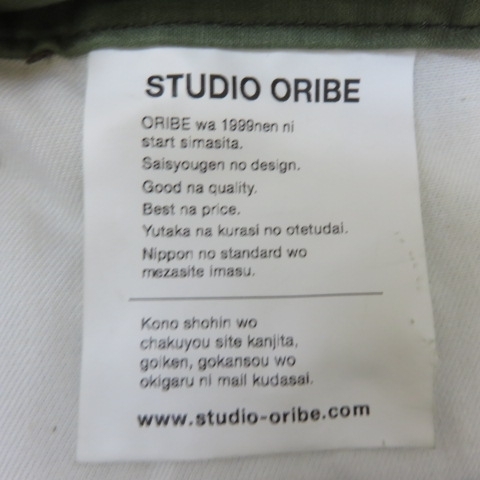 STUDIO ORIBE
ORIBE wa 1999nen ni
start simasita.
Saisyougen no design.
Good na quality.
Best na price.
Yutaka na kurasi no otetudai.
Nippon no standard wo
mezasite imasu.
Kono shohin wo
chakuyou site kanjita,
goiken, gokansou wo
okigaru ni mail kudasai.
www.studio-oribe.com